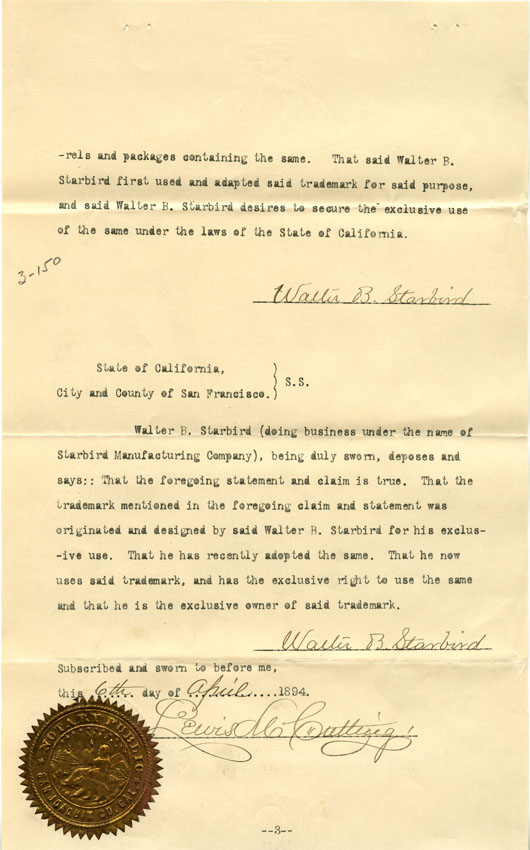 -rels and packages containing the same. That said Walter B.
Starbird first used and adapted said trademark for said purpose,
and said Walter B. Starbird desires to secure the exclusive use
of the same under the laws of the State of California.
3-150
Walter B. Starbird
State of California,
City and County of San Francisco.} S.S.
Walter B. Starbird (doing business under the name of
Starbird Manufacturing Company), being duly sworn, deposes and
says:: That the foregoing statement and claim is true. That the
trademark mentioned in the foregoing claim and statement was
originated and designed by said Walter B. Starbird for his exclus-
-ive use. That he has recently adopted the same. That he now
uses said trademark, and has the exclusive right to use the same
and that he is the exclusive owner of said trademark.
Walter B. Starbird
Subscribed and sworn to before me,
this 6th day of April 1894.
Lewis M. Cutting
NOTARY PUBLIC
SAN JOAQUIN CO. CAL.
--3--